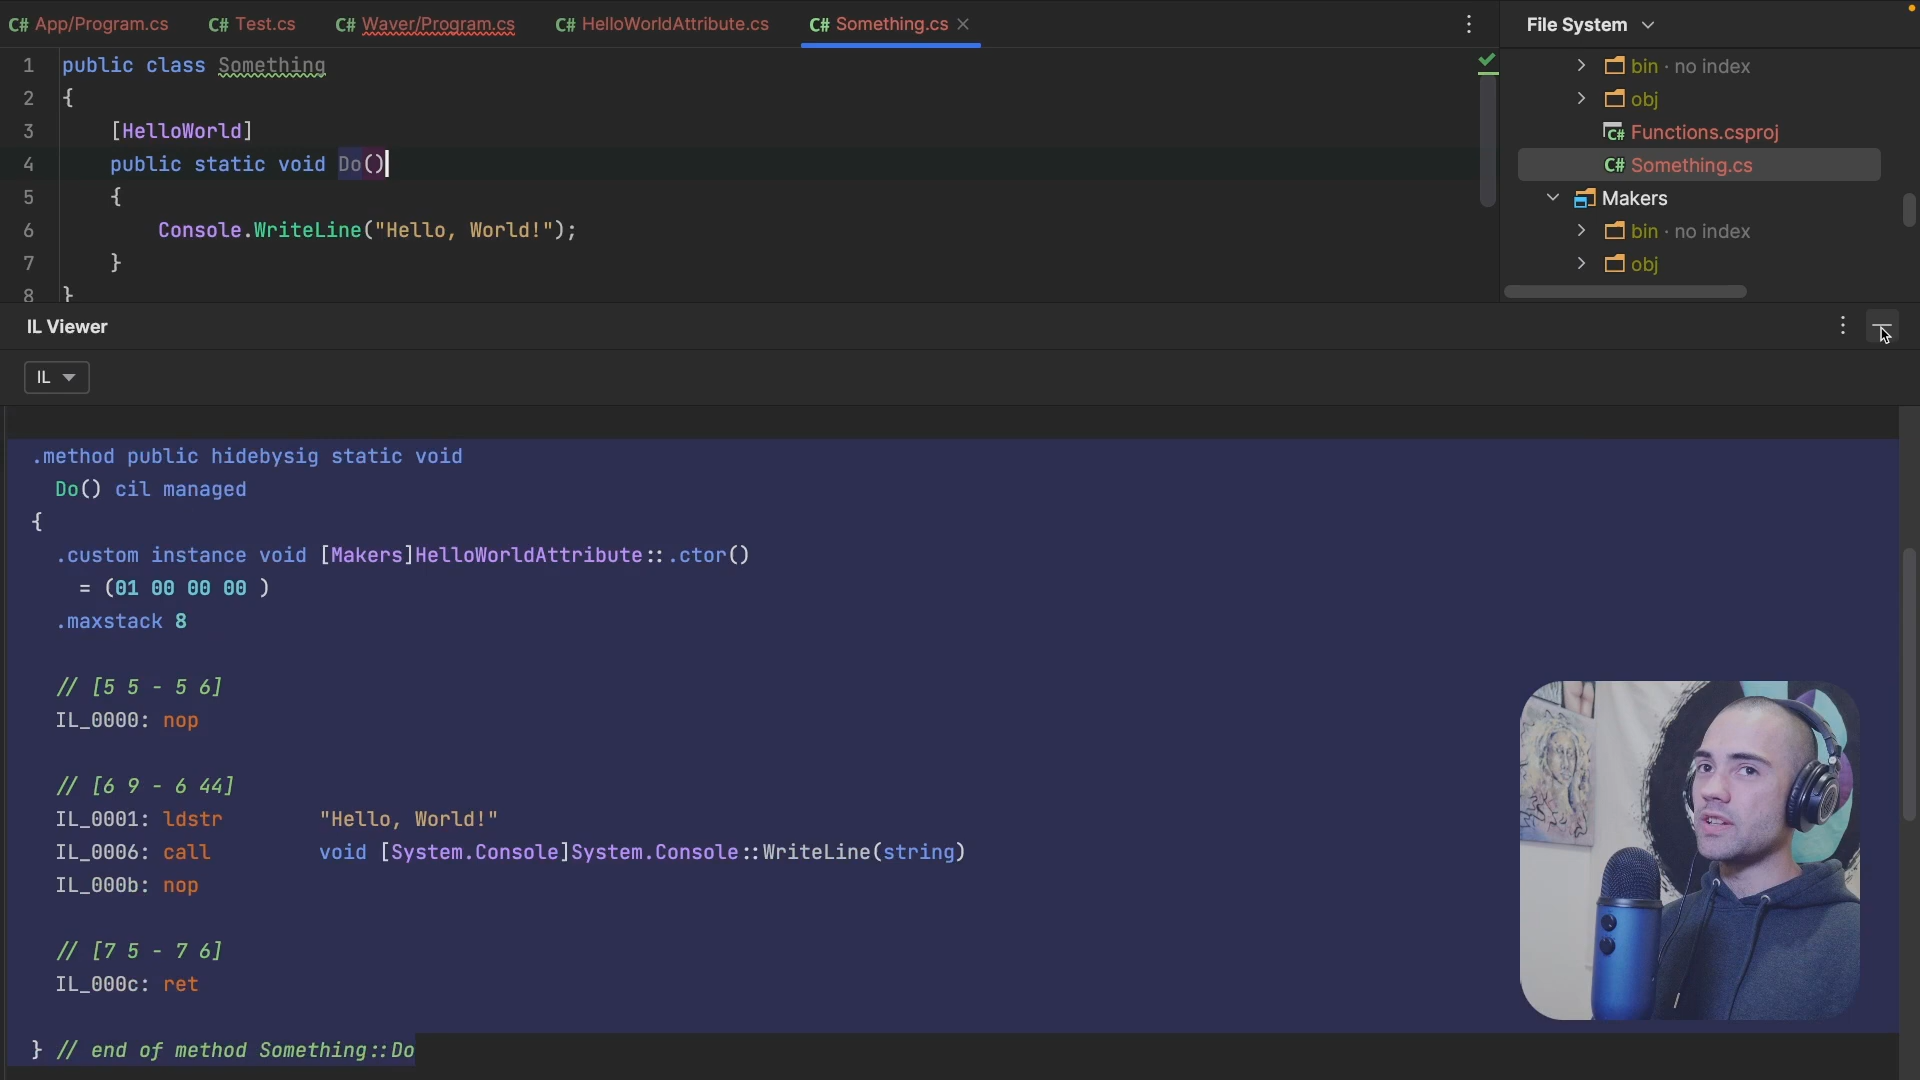 C# App/Program.cs C# Test.cs C# Waver/Program.cs C# HelloWorldAttribute.cs C# Something.cs
1 public class Something
2 {
3 [HelloWorld]
4 public static void Do()
5 {
6 Console.WriteLine("Hello, World!");
7 }
8 }
File System
bin · no index
obj
C# Functions.csproj
C# Something.cs
Makers
bin · no index
obj
IL Viewer
IL
.method public hidebysig static void
Do() cil managed
{
.custom instance void [Makers]HelloWorldAttribute::.ctor()
= (01 00 00 00 )
.maxstack 8
// [5 5 - 5 6]
IL_0000: nop
// [6 9 - 6 44]
IL_0001: ldstr "Hello, World!"
IL_0006: call void [System.Console]System.Console::WriteLine(string)
IL_000b: nop
// [7 5 - 7 6]
IL_000c: ret
} // end of method Something::Do